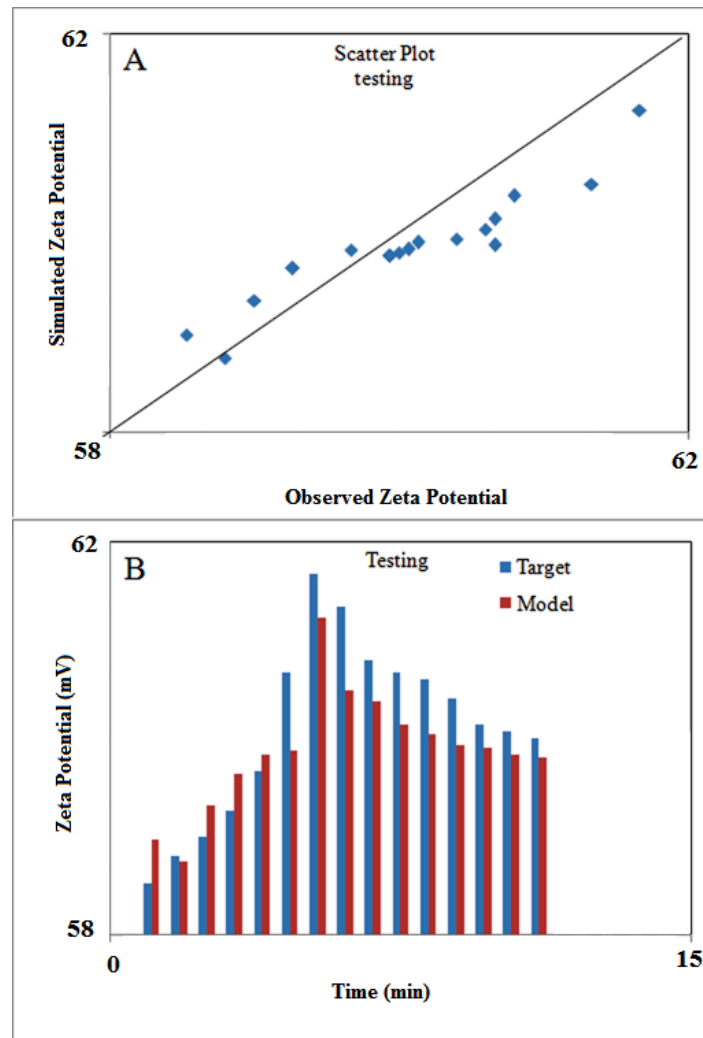 62
A
Scatter Plot
testing
Simulated Zeta Potential
58
62
Observed Zeta Potential
62
B
Testing
Target
Model
Zeta Potential (mV)
58
0
15
Time (min)